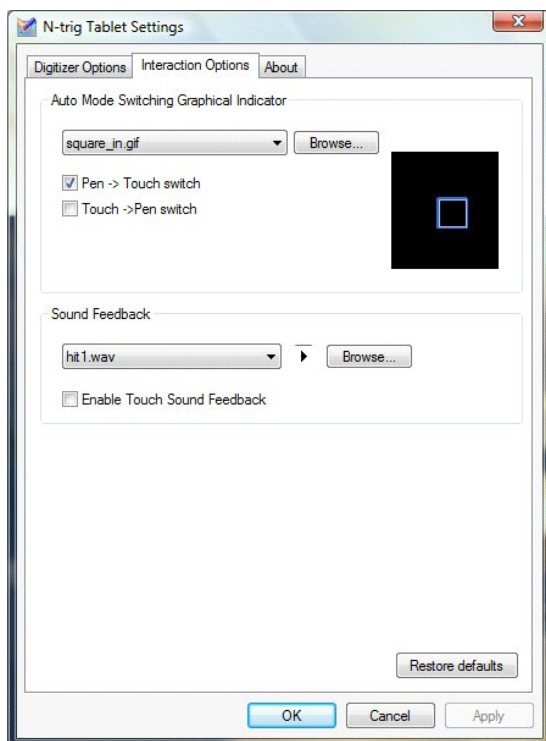 N-trig Tablet Settings
Digitizer Options Interaction Options About
Auto Mode Switching Graphical Indicator
square_in.gif Browse...
Pen -> Touch switch
Touch ->Pen switch
Sound Feedback
hit1.wav Browse...
Enable Touch Sound Feedback
Restore defaults
OK Cancel Apply